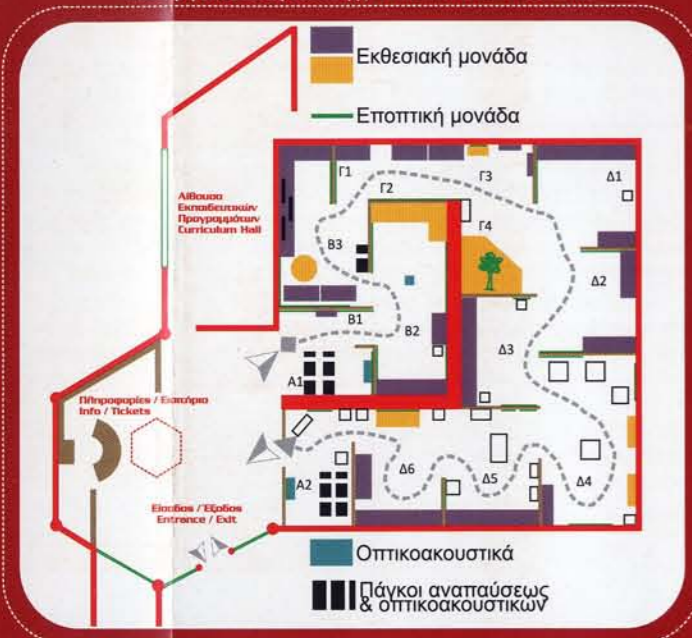 Εκθεσιακή μονάδα
Εποπτική μονάδα
Αίθουσα
Εκπαιδευτικών
Προγραμμάτων
Curriculum Hall
Γ1
Γ2
Γ3
Γ4
Δ1
Β3
Δ2
Β1
Β2
Δ3
Α1
Πληροφορίες / Εισιτήρια
Info / Tickets
Α2
Δ6
Δ5
Δ4
Είσοδος / Έξοδος
Entrance / Exit
Οπτικοακουστικά
Πάγκοι αναπαύσεως
& οπτικοακουστικών